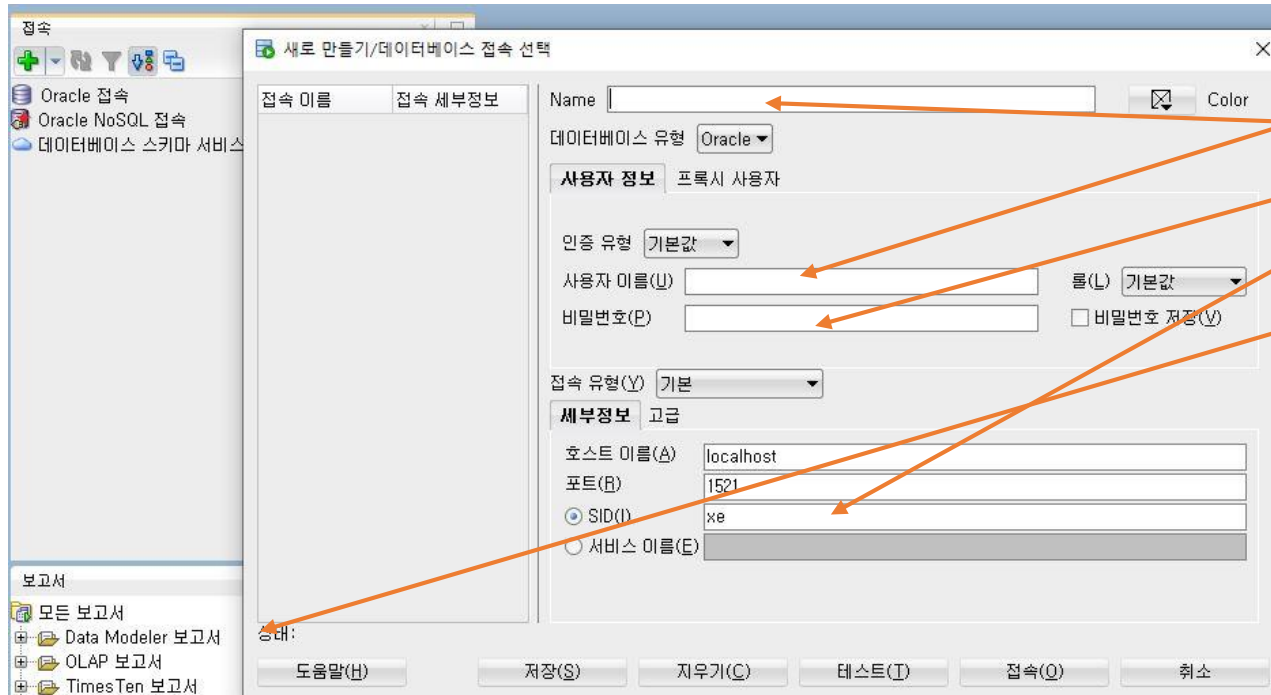 접속
Oracle 접속
Oracle NoSQL 접속
데이터베이스 스키마 서비스
보고서
모든 보고서
Data Modeler 보고서
OLAP 보고서
TimesTen 보고서
새로 만들기/데이터베이스 접속 선택
접속 이름 접속 세부정보
Name Color
데이터베이스 유형 Oracle
사용자 정보 프록시 사용자
인증 유형 기본값
사용자 이름(U) 롤(L) 기본값
비밀번호(P) 비밀번호 저장(V)
접속 유형(Y) 기본
세부정보 고급
호스트 이름(A) localhost
포트(R) 1521
SID(I) xe
서비스 이름(E)
상태:
도움말(H) 저장(S) 지우기(C) 테스트(T) 접속(O) 취소